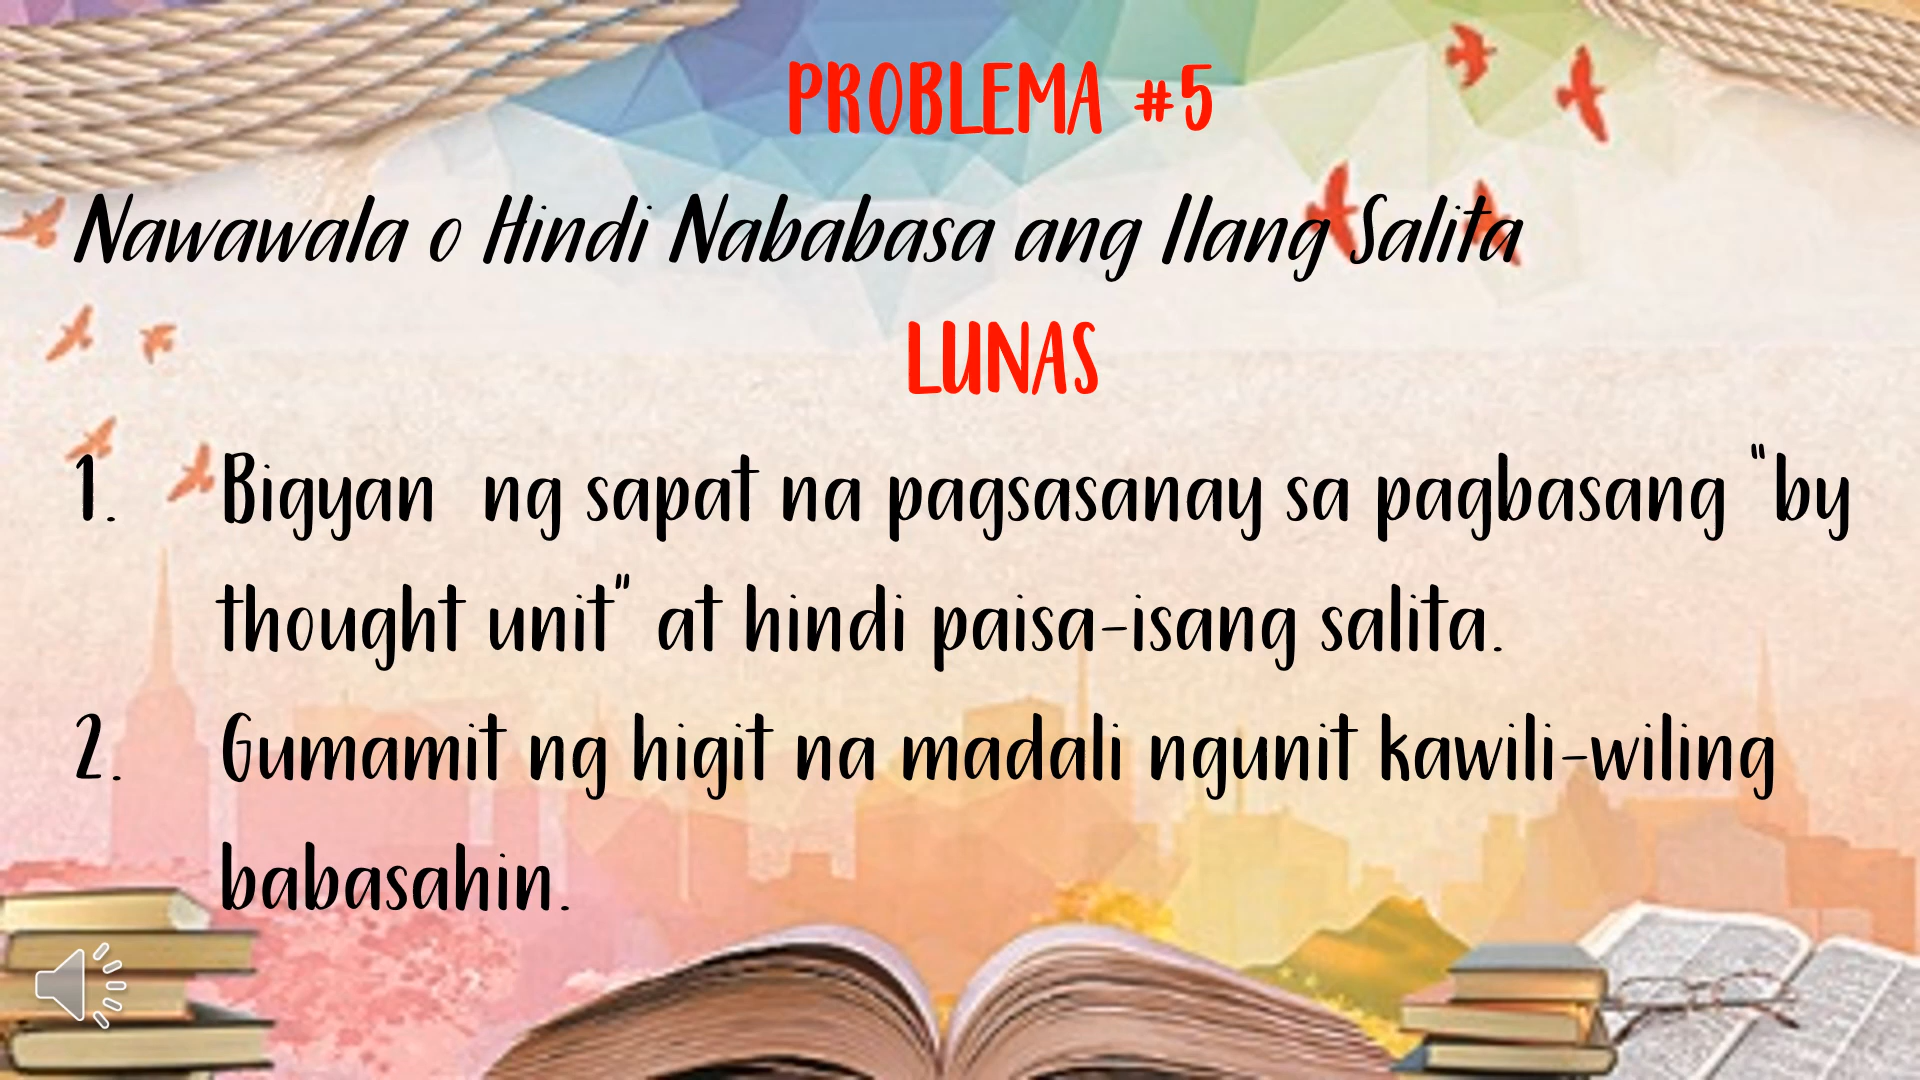 PROBLEMA #5
Nawawala o Hindi Nababasa ang Ilang Salita
LUNAS
1. Bigyan ng sapat na pagsasanay sa pagbasang "by
thought unit" at hindi paisa-isang salita.
2. Gumamit ng higit na madali ngunit kawili-wiling
babasahin.